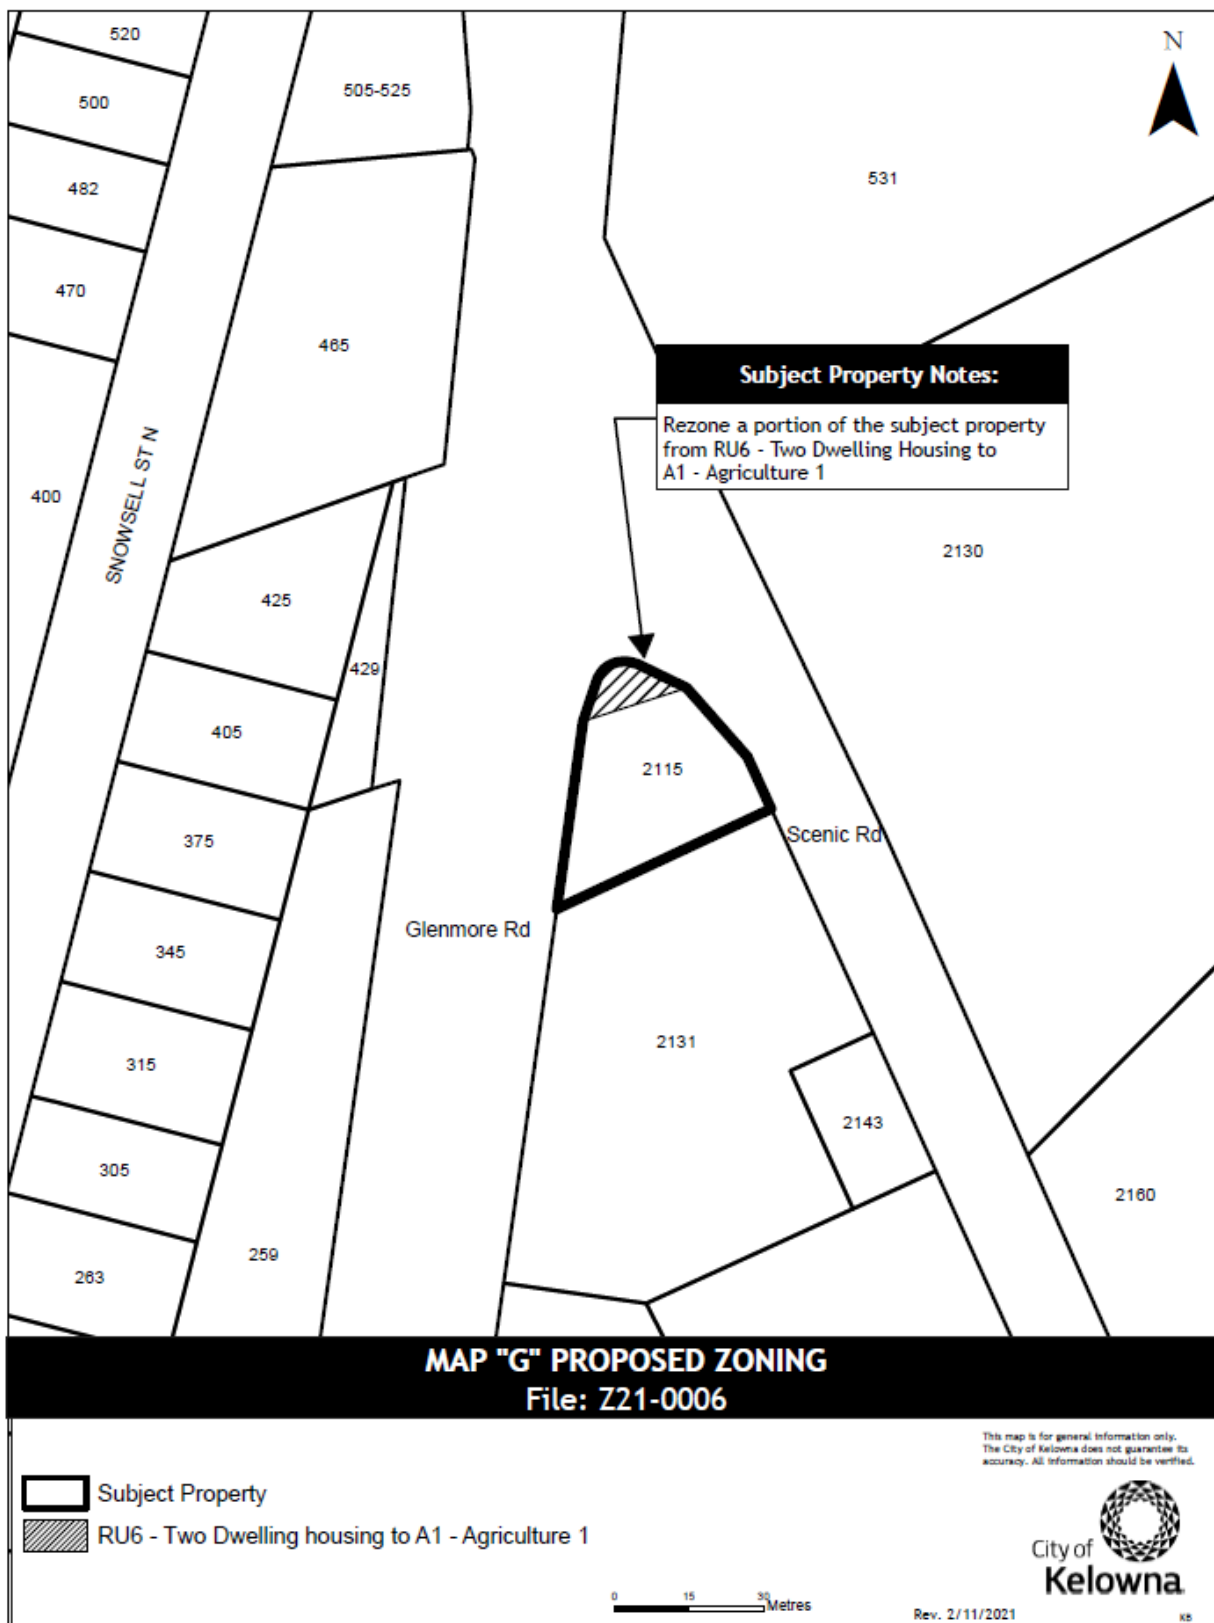 520
N
505-525
500
531
482
470
465
Subject Property Notes:
Rezone a portion of the subject property
from RU6 - Two Dwelling Housing to
A1 - Agriculture 1
SNOWSELL ST N
400
2130
425
429
405
2115
Scenic Rd
375
Glenmore Rd
345
2131
315
2143
305
2160
259
263
MAP "G" PROPOSED ZONING
File: Z21-0006
This map is for general information only.
The City of Kelowna does not guarantee its
accuracy. All information should be verified.
Subject Property
RU6 - Two Dwelling housing to A1 - Agriculture 1
City of
Kelowna
0 15 30 Metres
Rev. 2/11/2021
KB